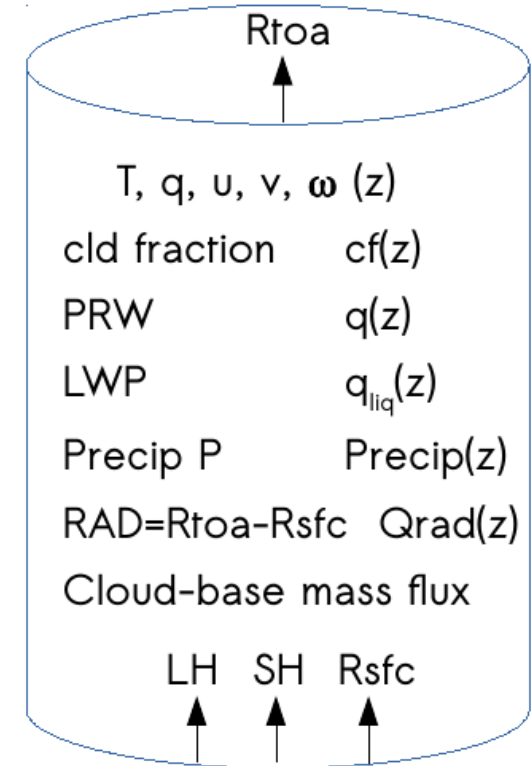 Rtoa
T, q, u, v, ω (z)
cld fraction cf(z)
PRW q(z)
LWP q_liq(z)
Precip P Precip(z)
RAD=Rtoa-Rsfc Qrad(z)
Cloud-base mass flux
LH SH Rsfc